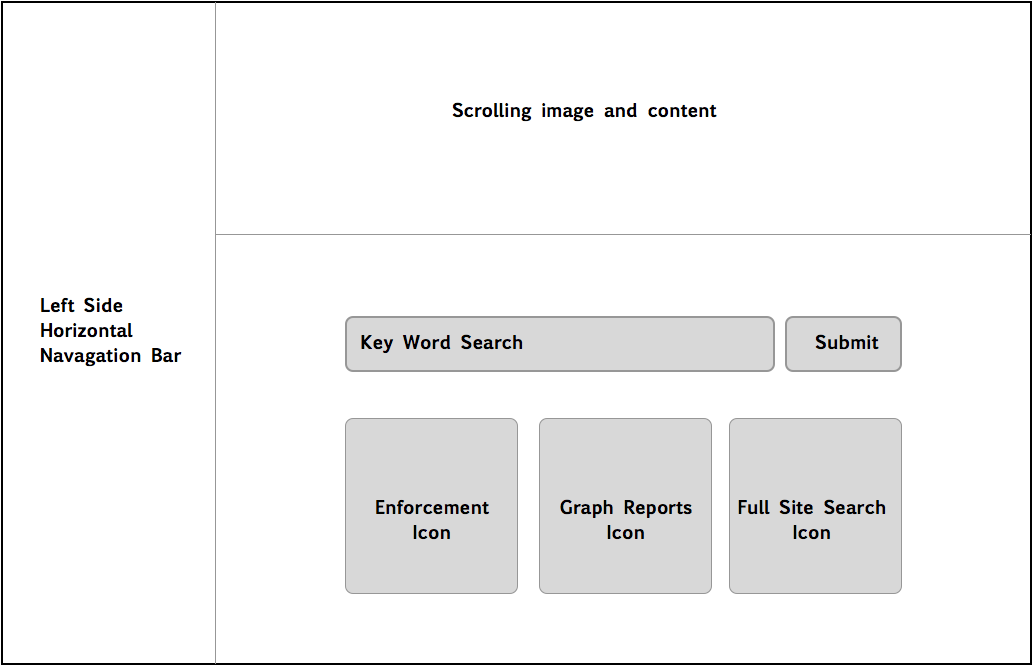 Scrolling image and content
Left Side
Horizontal
Navagation Bar
Key Word Search
Submit
Enforcement
Icon
Graph Reports
Icon
Full Site Search
Icon